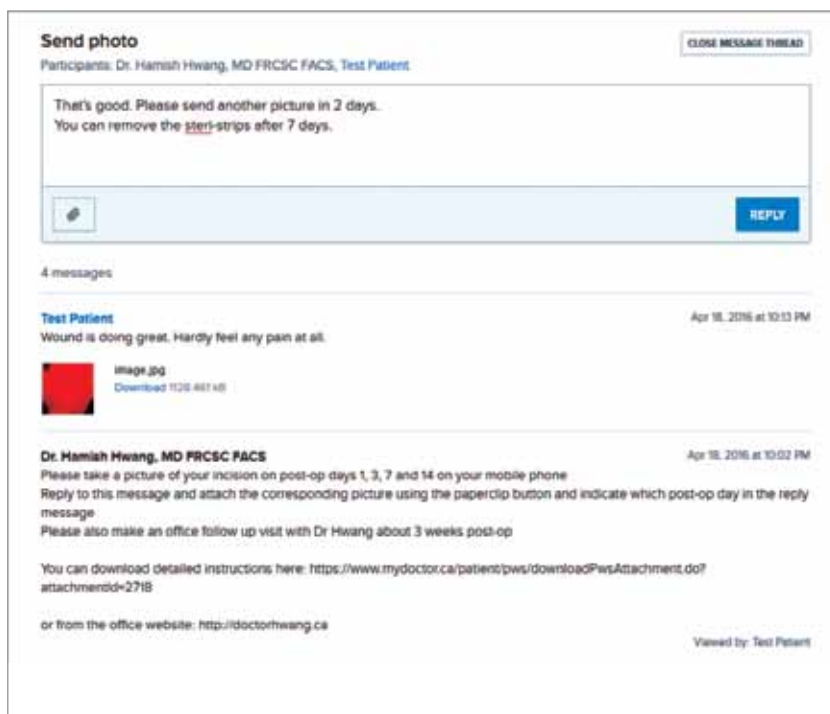 Send photo
CLOSE MESSAGE THREAD
Participants: Dr. Hamish Hwang, MD FRCSC FACS, Test Patient
That's good. Please send another picture in 2 days.
You can remove the steri-strips after 7 days.
REPLY
4 messages
Test Patient
Apr 18, 2016 at 10:13 PM
Wound is doing great. Hardly feel any pain at all.
image.jpg
Download 1128.461 kB
Dr. Hamish Hwang, MD FRCSC FACS
Apr 18, 2016 at 10:02 PM
Please take a picture of your incision on post-op days 1, 3, 7 and 14 on your mobile phone
Reply to this message and attach the corresponding picture using the paperclip button and indicate which post-op day in the reply
message
Please also make an office follow up visit with Dr Hwang about 3 weeks post-op
You can download detailed instructions here: https://www.mydoctor.ca/patient/pws/downloadPwsAttachment.do?
attachmentId=2718
or from the office website: http://doctorhwang.ca
Viewed by: Test Patient